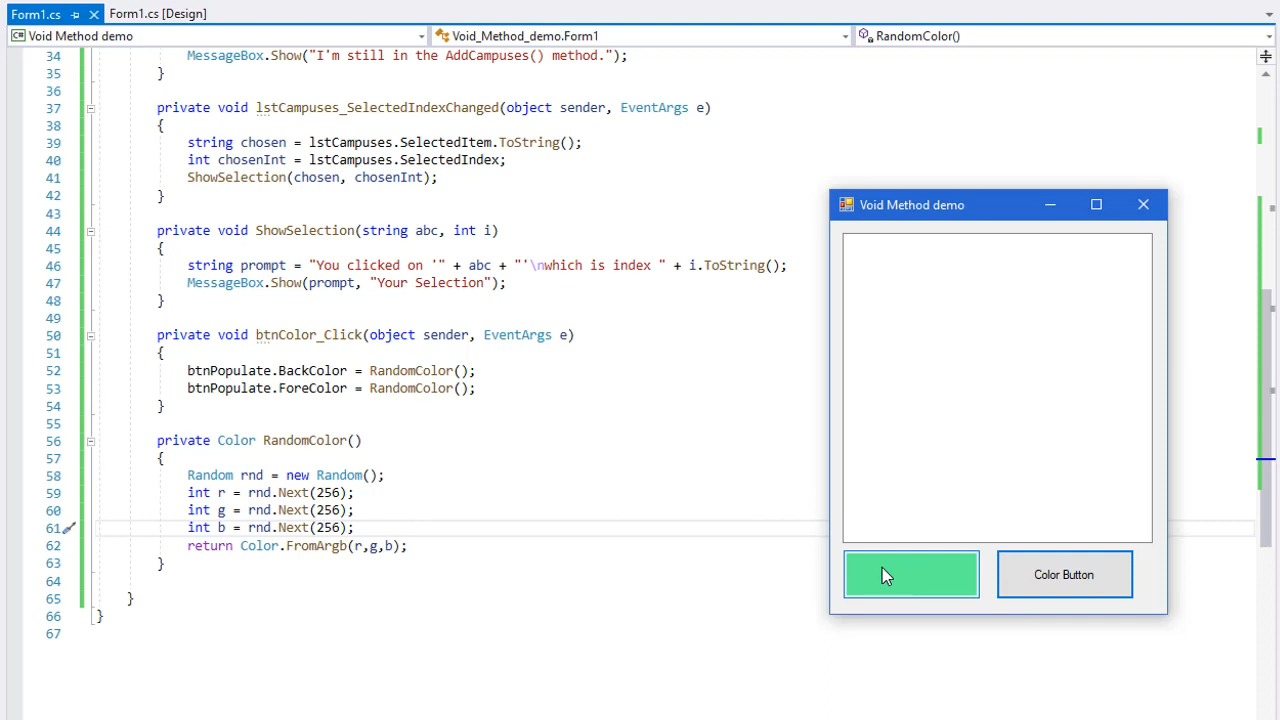 Form1.cs
Form1.cs [Design]
C# Void Method demo
Void_Method_demo.Form1
RandomColor()
34 MessageBox.Show("I'm still in the AddCampuses() method.");
35 }
36
37 private void lstCampuses_SelectedIndexChanged(object sender, EventArgs e)
38 {
39 string chosen = lstCampuses.SelectedItem.ToString();
40 int chosenInt = lstCampuses.SelectedIndex;
41 ShowSelection(chosen, chosenInt);
42 }
43
44 private void ShowSelection(string abc, int i)
45 {
46 string prompt = "You clicked on '" + abc + "'\nwhich is index " + i.ToString();
47 MessageBox.Show(prompt, "Your Selection");
48 }
49
50 private void btnColor_Click(object sender, EventArgs e)
51 {
52 btnPopulate.BackColor = RandomColor();
53 btnPopulate.ForeColor = RandomColor();
54 }
55
56 private Color RandomColor()
57 {
58 Random rnd = new Random();
59 int r = rnd.Next(256);
60 int g = rnd.Next(256);
61 int b = rnd.Next(256);
62 return Color.FromArgb(r,g,b);
63 }
64
65 }
66 }
67
Void Method demo
Color Button